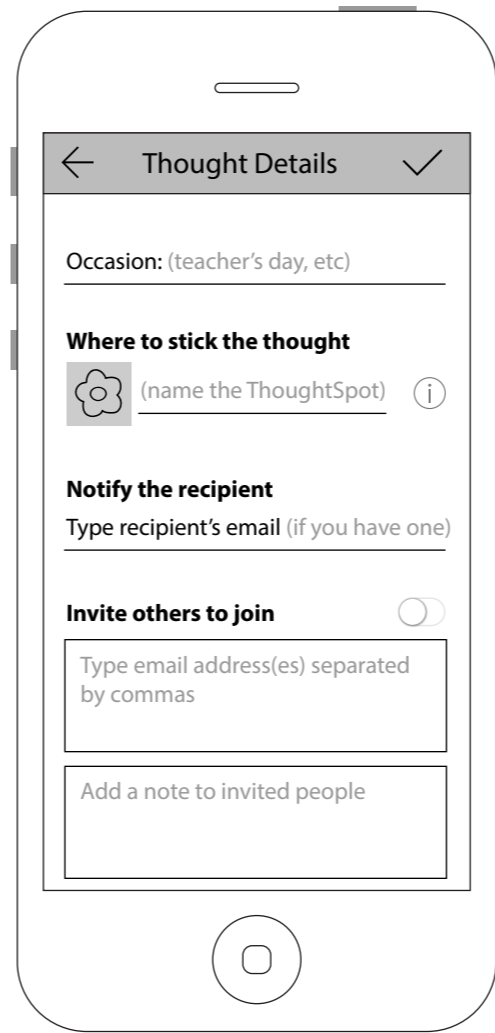 Thought Details
Occasion: (teacher's day, etc)
Where to stick the thought
(name the ThoughtSpot)
i
Notify the recipient
Type recipient's email (if you have one)
Invite others to join
Type email address(es) separated
by commas
Add a note to invited people